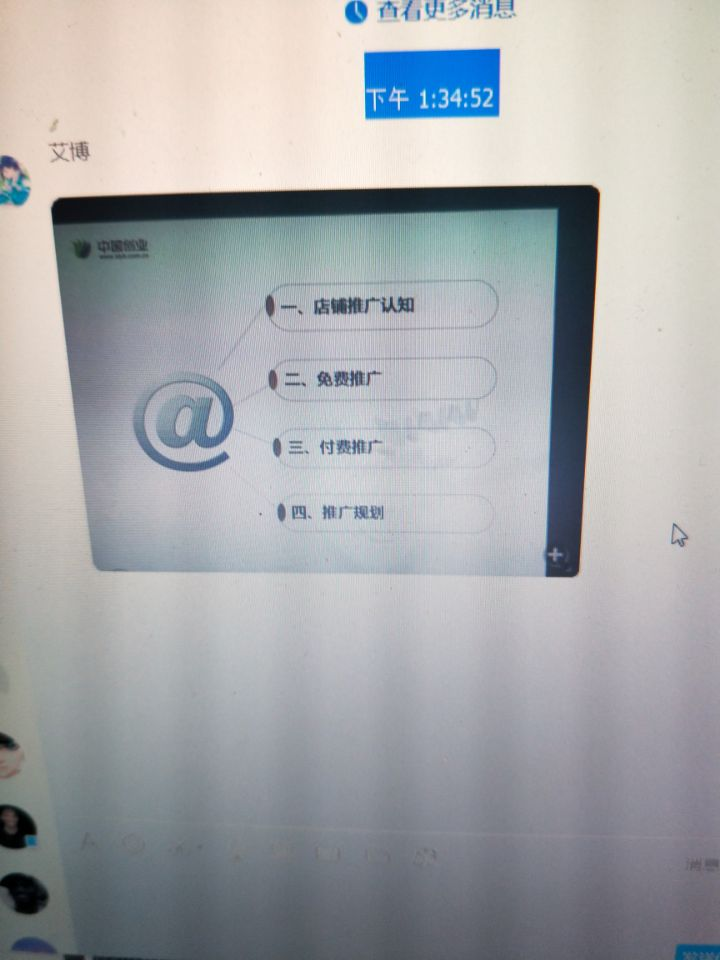 查看更多消息
下午 1:34:52
艾博
中国创业
一、店铺推广认知
二、免费推广
三、付费推广
四、推广规划
消息